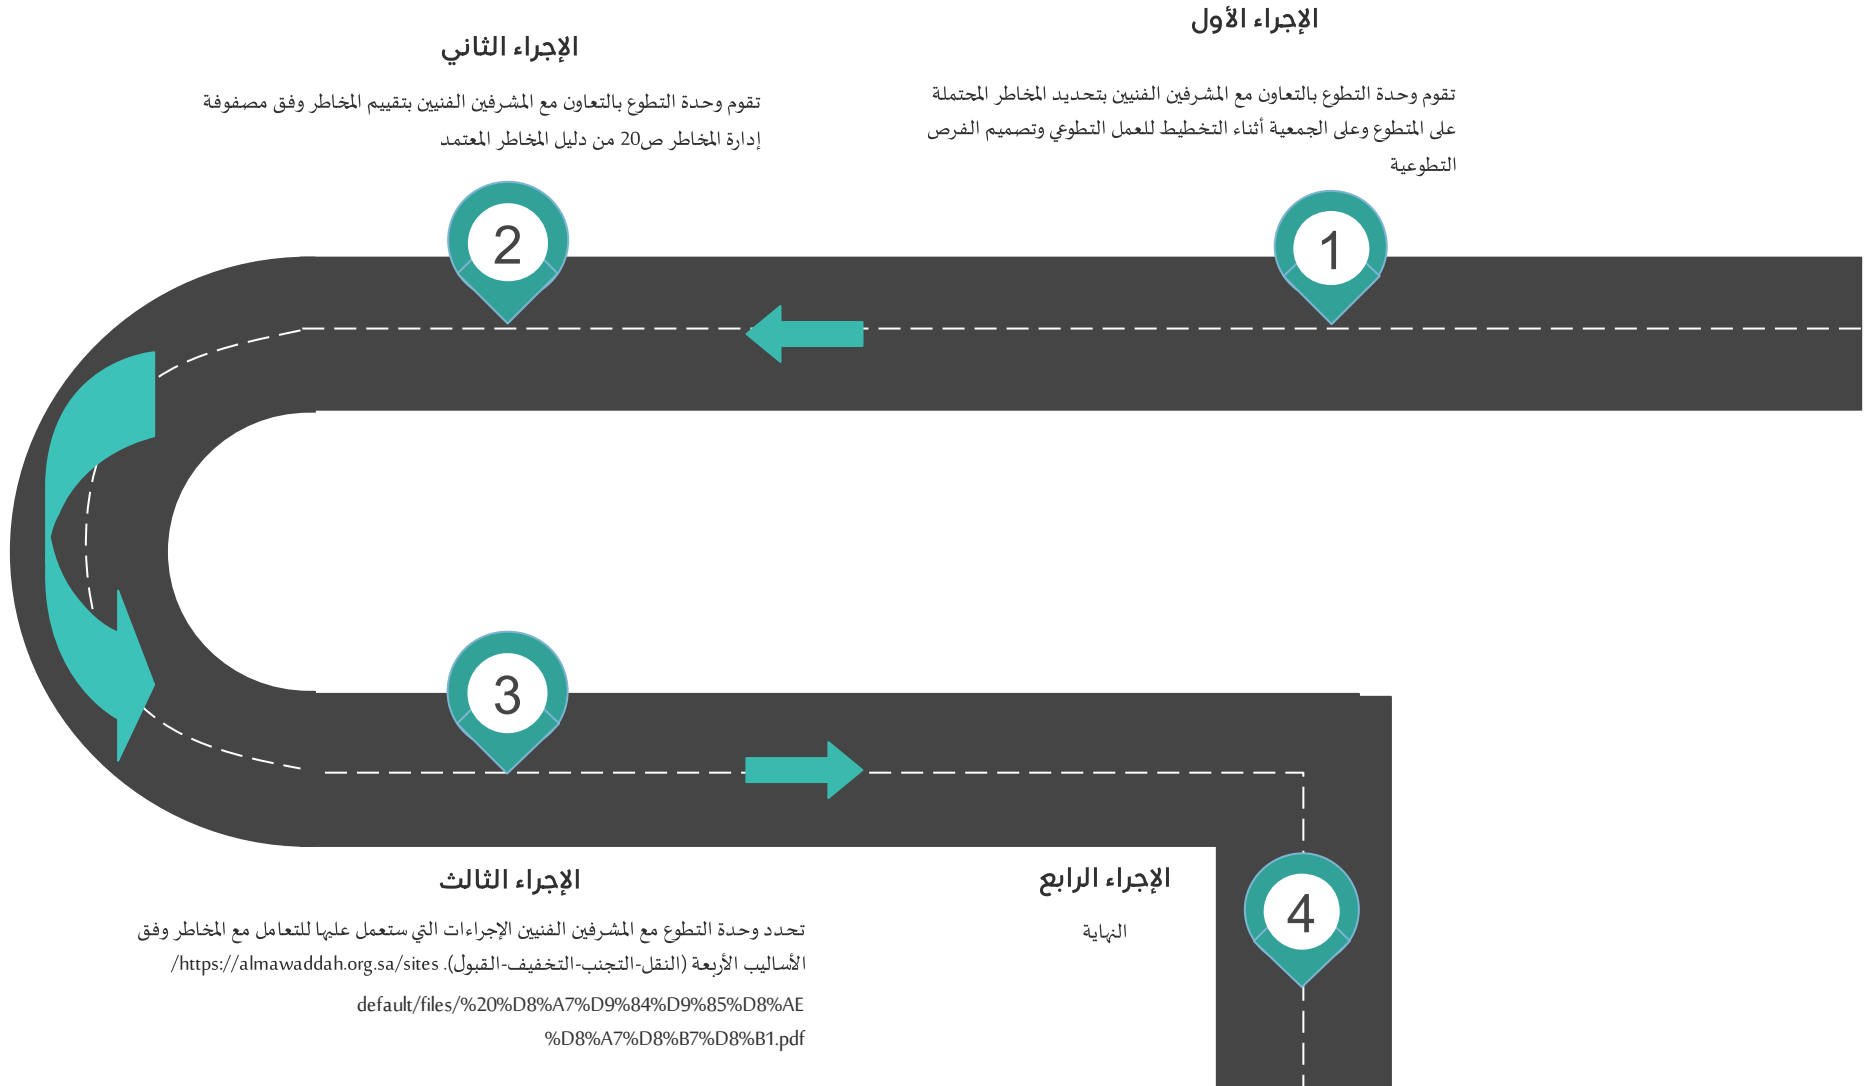 الإجراء الأول
تقوم وحدة التطوع بالتعاون مع المشرفين الفنيين بتحديد المخاطر المحتملة
على المتطوع وعلى الجمعية أثناء التخطيط للعمل التطوعي وتصميم الفرص
التطوعية
1
الإجراء الثاني
تقوم وحدة التطوع بالتعاون مع المشرفين الفنيين بتقييم المخاطر وفق مصفوفة
إدارة المخاطر ص20 من دليل المخاطر المعتمد
2
3
الإجراء الثالث
تحدد وحدة التطوع مع المشرفين الفنيين الإجراءات التي ستعمل عليها للتعامل مع المخاطر وفق
الأساليب الأربعة (النقل-التجنب-التخفيف-القبول). https://almawaddah.org.sa/sites/
default/files/%20%D8%A7%D9%84%D9%85%D8%AE
%D8%A7%D8%B7%D8%B1.pdf
الإجراء الرابع
النهاية
4